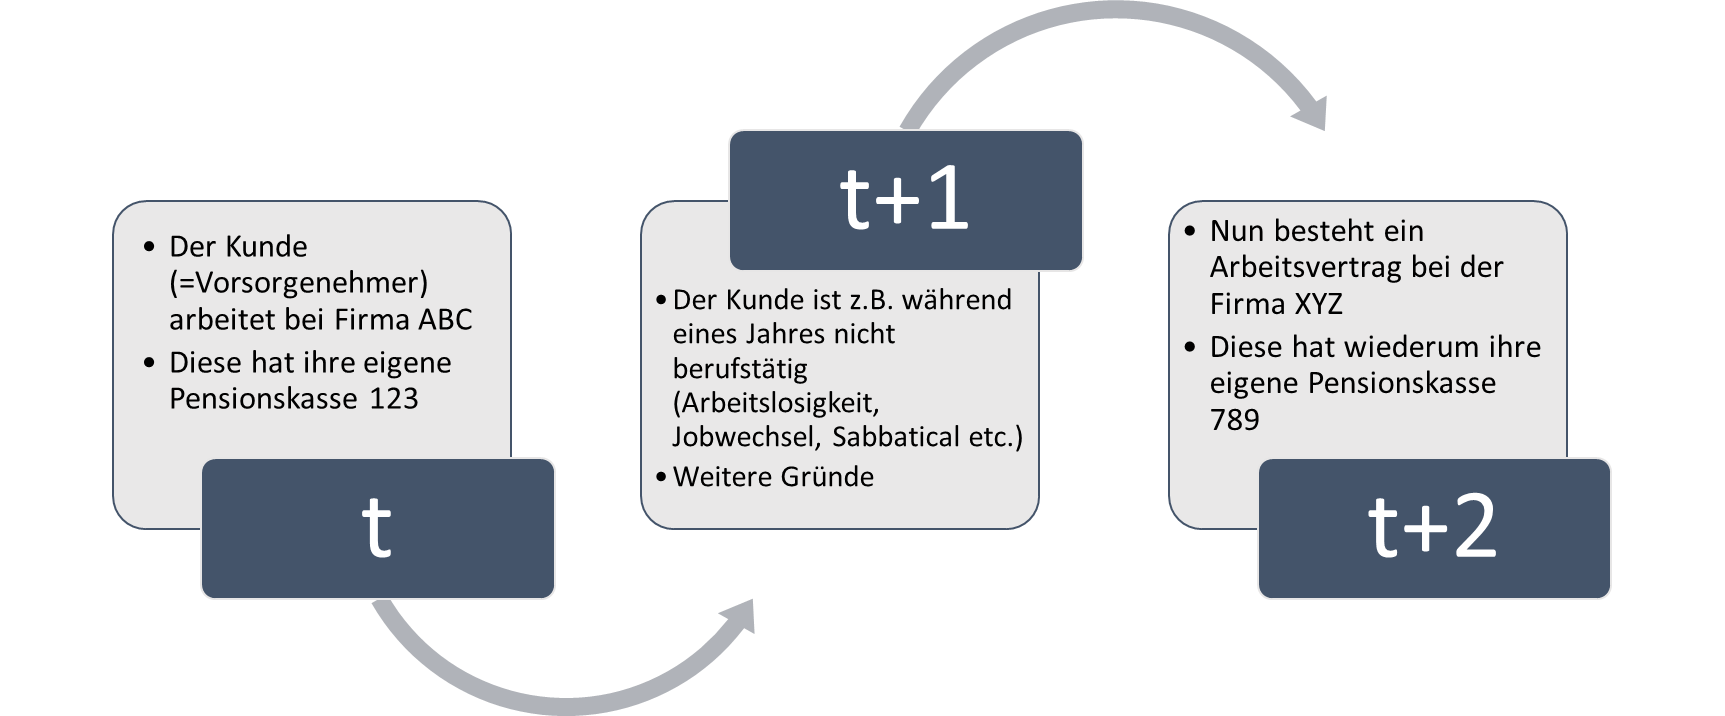 • Der Kunde
(=Vorsorgenehmer)
arbeitet bei Firma ABC
• Diese hat ihre eigene
Pensionskasse 123
t
t+1
• Der Kunde ist z.B. während
eines Jahres nicht
berufstätig
(Arbeitslosigkeit,
Jobwechsel, Sabbatical etc.)
• Weitere Gründe
• Nun besteht ein
Arbeitsvertrag bei der
Firma XYZ
• Diese hat wiederum ihre
eigene Pensionskasse
789
t+2